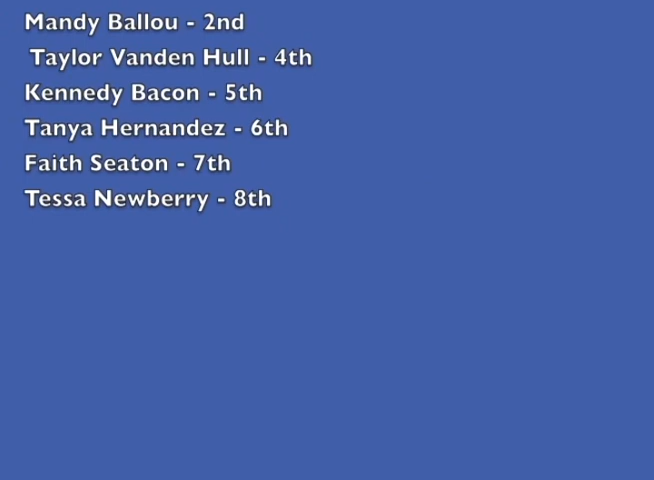 Mandy Ballou - 2nd
Taylor Vanden Hull - 4th
Kennedy Bacon - 5th
Tanya Hernandez - 6th
Faith Seaton - 7th
Tessa Newberry - 8th